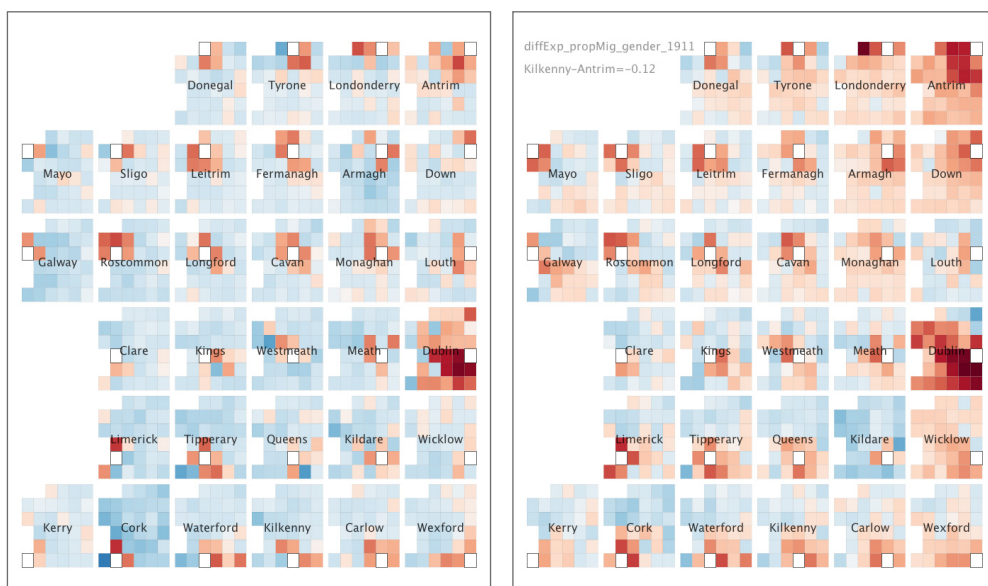 Donegal Tyrone Londonderry Antrim
Mayo Sligo Leitrim Fermanagh Armagh Down
Galway Roscommon Longford Cavan Monaghan Louth
Clare Kings Westmeath Meath Dublin
Limerick Tipperary Queens Kildare Wicklow
Kerry Cork Waterford Kilkenny Carlow Wexford
diffExp_propMig_gender_1911
Kilkenny-Antrim=-0.12
Donegal Tyrone Londonderry Antrim
Mayo Sligo Leitrim Fermanagh Armagh Down
Galway Roscommon Longford Cavan Monaghan Louth
Clare Kings Westmeath Meath Dublin
Limerick Tipperary Queens Kildare Wicklow
Kerry Cork Waterford Kilkenny Carlow Wexford